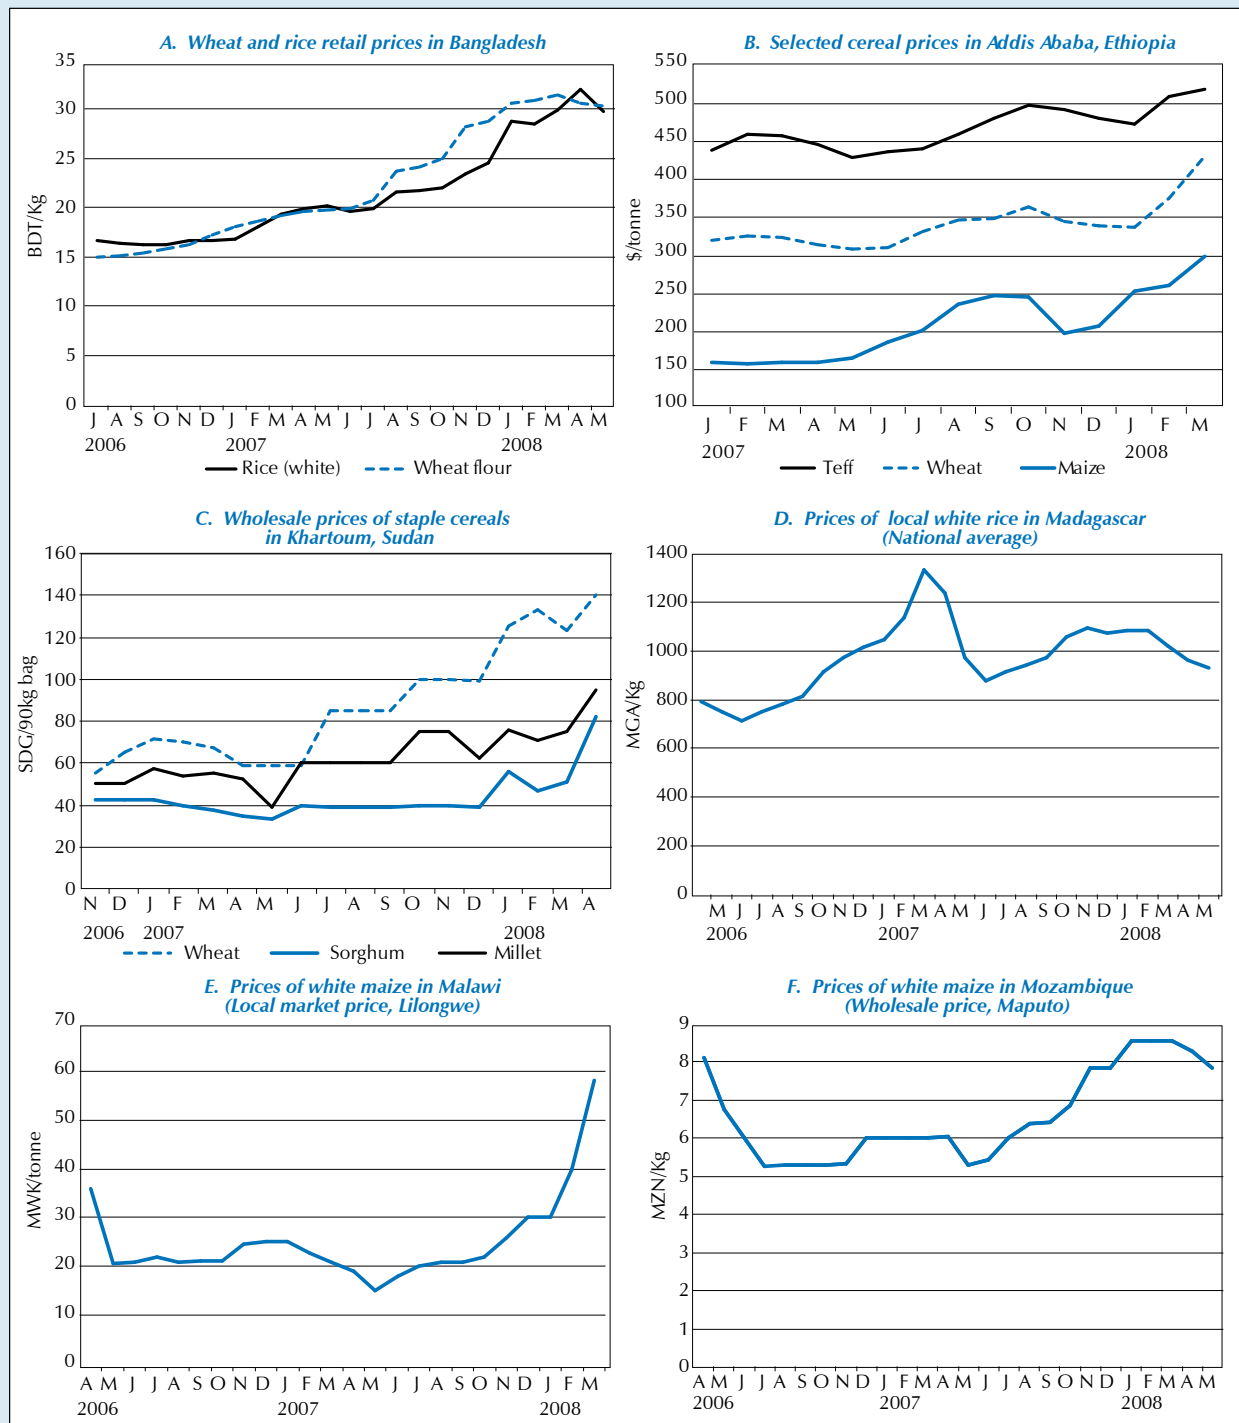 A. Wheat and rice retail prices in Bangladesh
35
30
25
20
15
10
5
0
BDT/Kg
J A S O N D J F M A M J J A S O N D J F M A M
2006 2007 2008
Rice (white) Wheat flour
B. Selected cereal prices in Addis Ababa, Ethiopia
550
500
450
400
350
300
250
200
150
100
$/tonne
J F M A M J J A S O N D J F M
2007 2008
Teff Wheat Maize
C. Wholesale prices of staple cereals
in Khartoum, Sudan
160
140
120
100
80
60
40
20
0
SDG/90kg bag
N D J F M A M J J A S O N D J F M A
2006 2007 2008
Wheat Sorghum Millet
D. Prices of local white rice in Madagascar
(National average)
1400
1200
1000
800
600
400
200
0
MGA/Kg
M J J A S O N D J F M A M J J A S O N D J F M A M
2006 2007 2008
E. Prices of white maize in Malawi
(Local market price, Lilongwe)
70
60
50
40
30
20
10
0
MWK/tonne
A M J J A S O N D J F M A M J J A S O N D J F M
2006 2007 2008
F. Prices of white maize in Mozambique
(Wholesale price, Maputo)
9
8
7
6
5
4
3
2
1
0
MZN/Kg
A M J J A S O N D J F M A M J J A S O N D J F M A M
2006 2007 2008